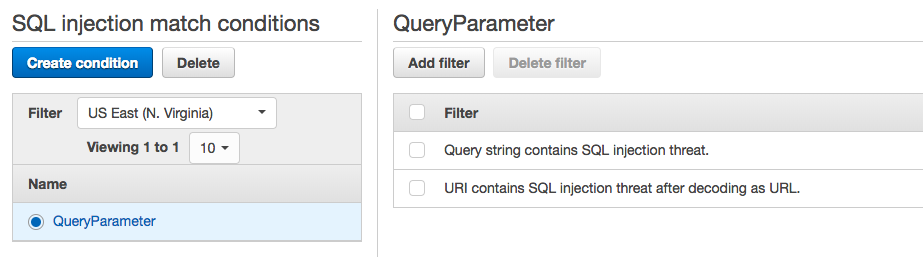 SQL injection match conditions
Create condition
Delete
Filter
US East (N. Virginia)
Viewing 1 to 1
10
Name
QueryParameter
QueryParameter
Add filter
Delete filter
Filter
Query string contains SQL injection threat.
URI contains SQL injection threat after decoding as URL.